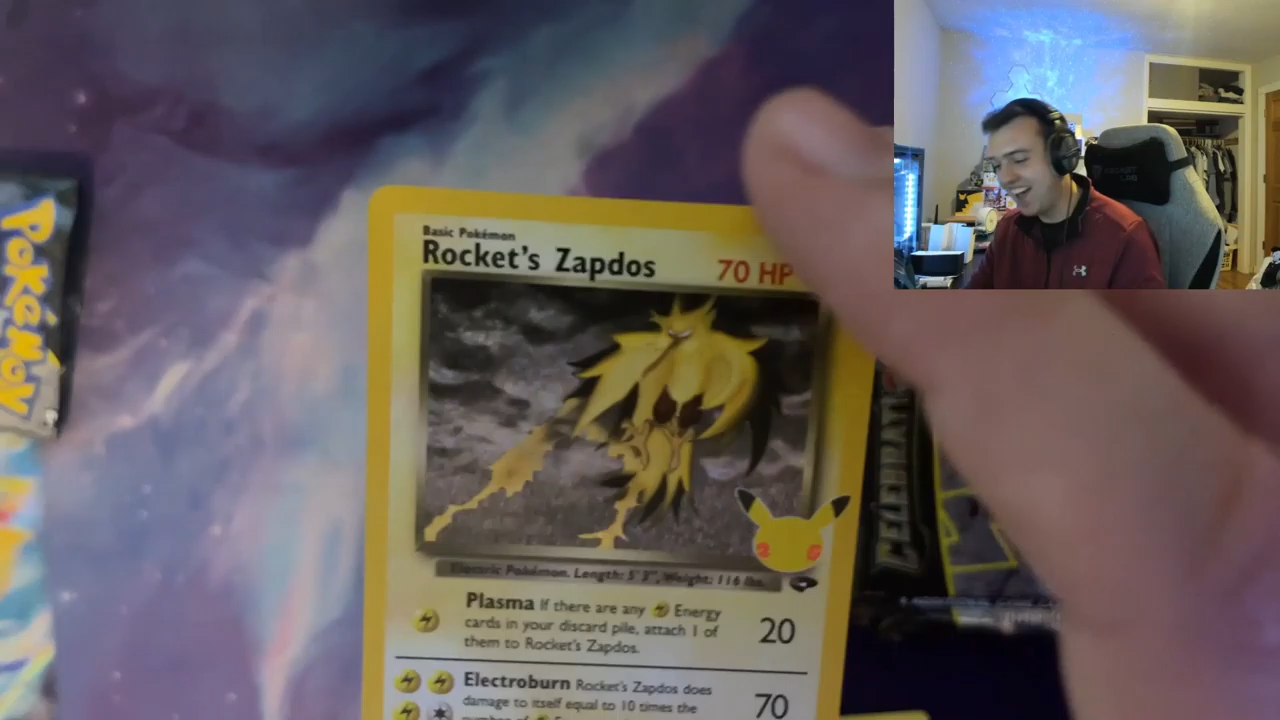 Pokémon
Basic Pokémon
Rocket's Zapdos 70 HP
Electric Pokémon. Length: 5' 3", Weight: 116 lbs.
Plasma If there are any Energy
cards in your discard pile, attach 1 of
them to Rocket's Zapdos.
20
Electroburn Rocket's Zapdos does
damage to itself equal to 10 times the
number of
70